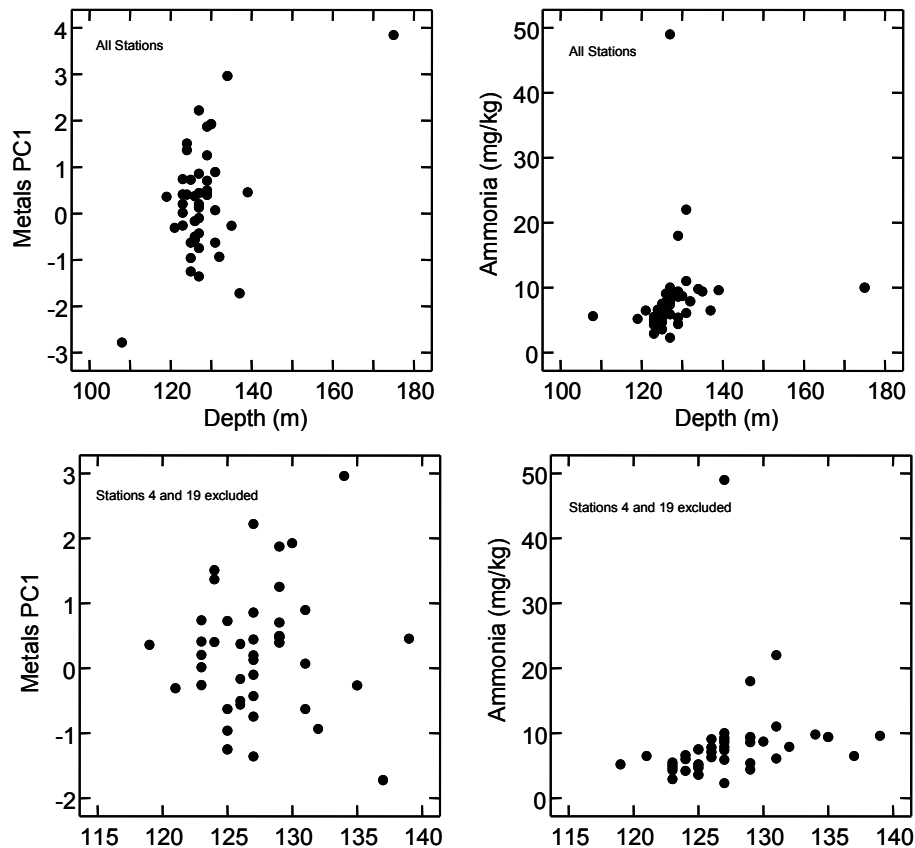 4
3
2
1
0
-1
-2
-3
Metals PC1
All Stations
100 120 140 160 180
Depth (m)
50
40
30
20
10
0
Ammonia (mg/kg)
All Stations
100 120 140 160 180
Depth (m)
3
2
1
0
-1
-2
Metals PC1
Stations 4 and 19 excluded
115 120 125 130 135 140
50
40
30
20
10
0
Ammonia (mg/kg)
Stations 4 and 19 excluded
115 120 125 130 135 140